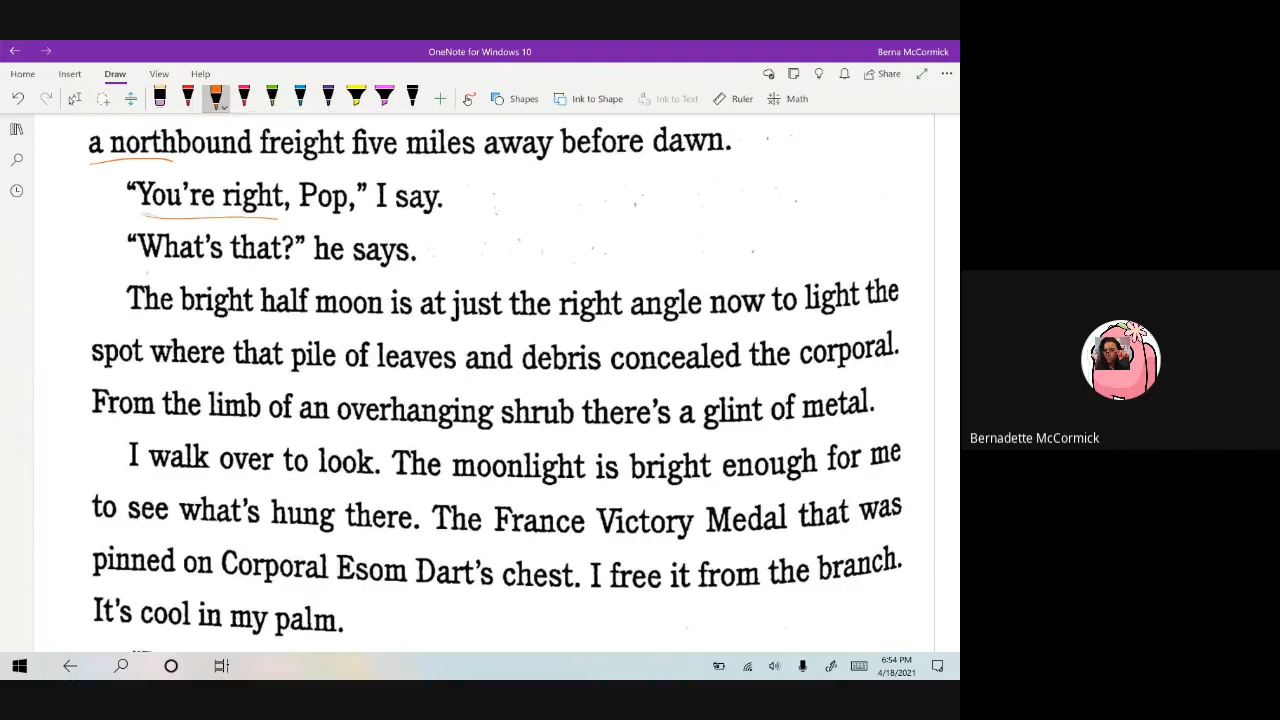 OneNote for Windows 10
Berna McCormick
Home Insert Draw View Help
Share
Shapes Ink to Shape Ink to Text Ruler Math
a northbound freight five miles away before dawn.
“You’re right, Pop,” I say.
“What’s that?” he says.
The bright half moon is at just the right angle now to light the
spot where that pile of leaves and debris concealed the corporal.
From the limb of an overhanging shrub there’s a glint of metal.
I walk over to look. The moonlight is bright enough for me
to see what’s hung there. The France Victory Medal that was
pinned on Corporal Esom Dart’s chest. I free it from the branch.
It’s cool in my palm.
Bernadette McCormick
6:54 PM
4/18/2021